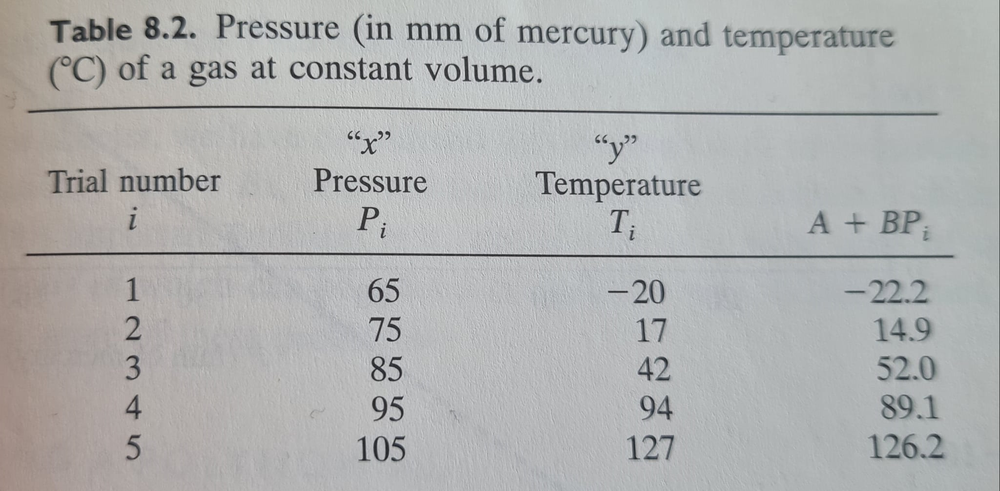 Table 8.2. Pressure (in mm of mercury) and temperature
(°C) of a gas at constant volume.
“x” “y”
Trial number Pressure Temperature
i P_i T_i A + BP_i
1 65 −20 −22.2
2 75 17 14.9
3 85 42 52.0
4 95 94 89.1
5 105 127 126.2